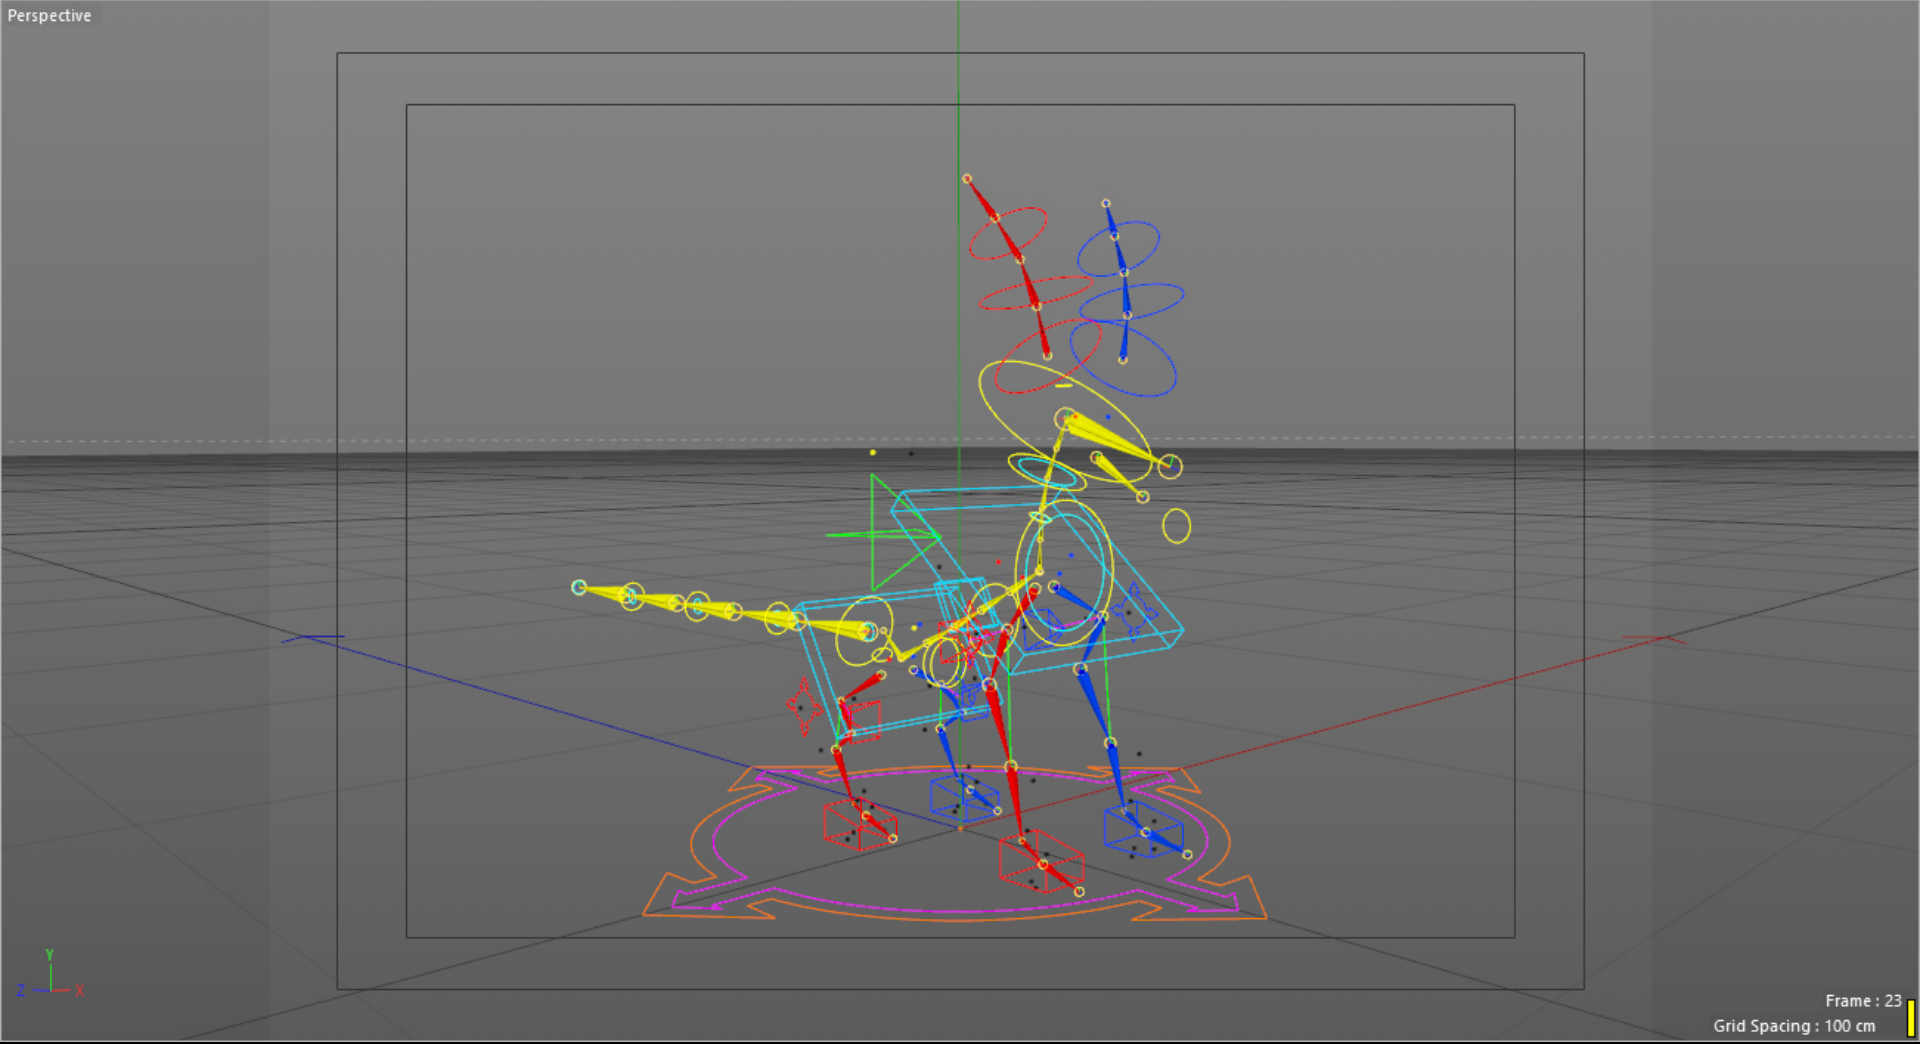 Perspective
Y
Z X
Frame : 23
Grid Spacing : 100 cm